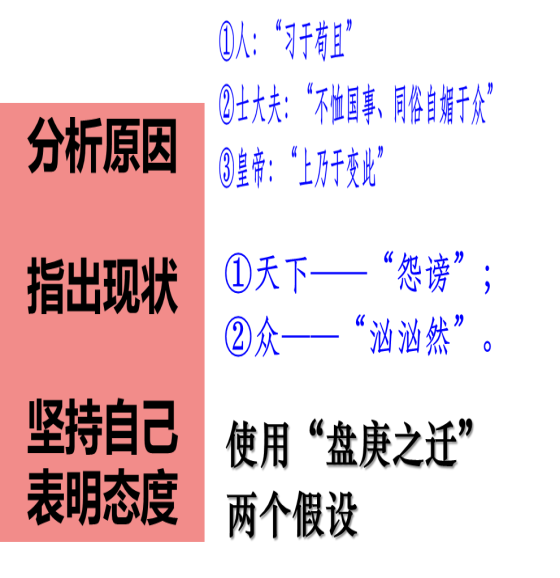 ①人：“习于苟且”
②士大夫：“不恤国事、同俗自媚于众”
分析原因
③皇帝：“上乃于变此”
①天下——“怨谤”；
指出现状
②众——“汹汹然”。
坚持自己
使用“盘庚之迁”
表明态度
两个假设